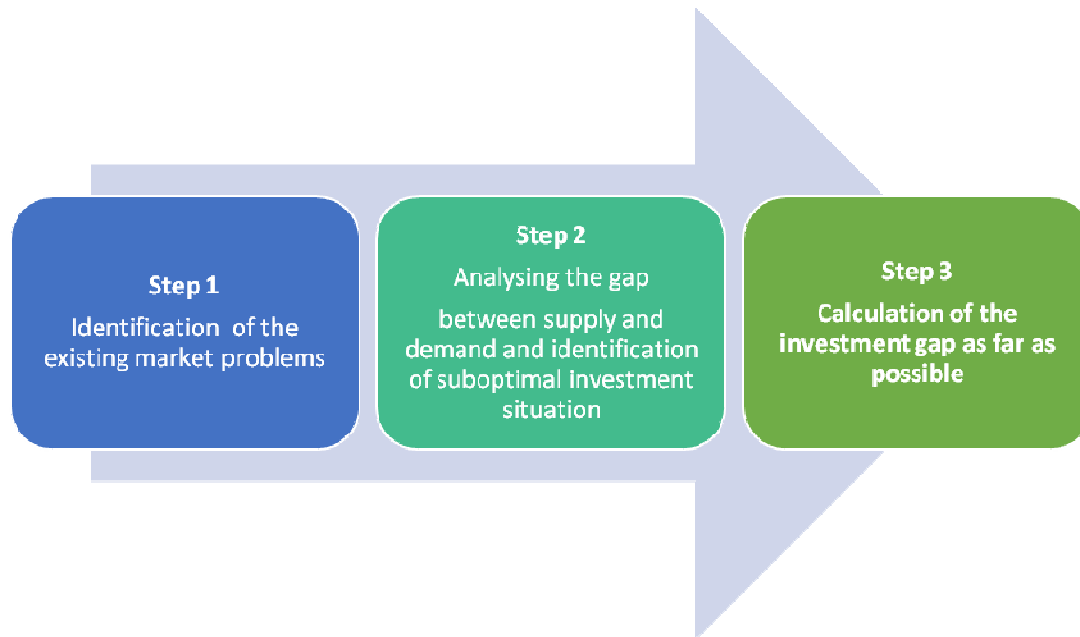 Step 1
Identification of the
existing market problems
Step 2
Analysing the gap
between supply and
demand and identification
of suboptimal investment
situation
Step 3
Calculation of the
investment gap as far as
possible